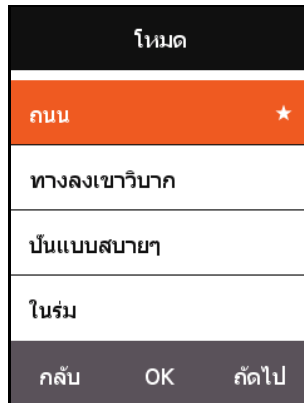 โหมด
ถนน ★
ทางลงเขาวิบาก
ปั่นแบบสบายๆ
ในร่ม
กลับ OK ถัดไป